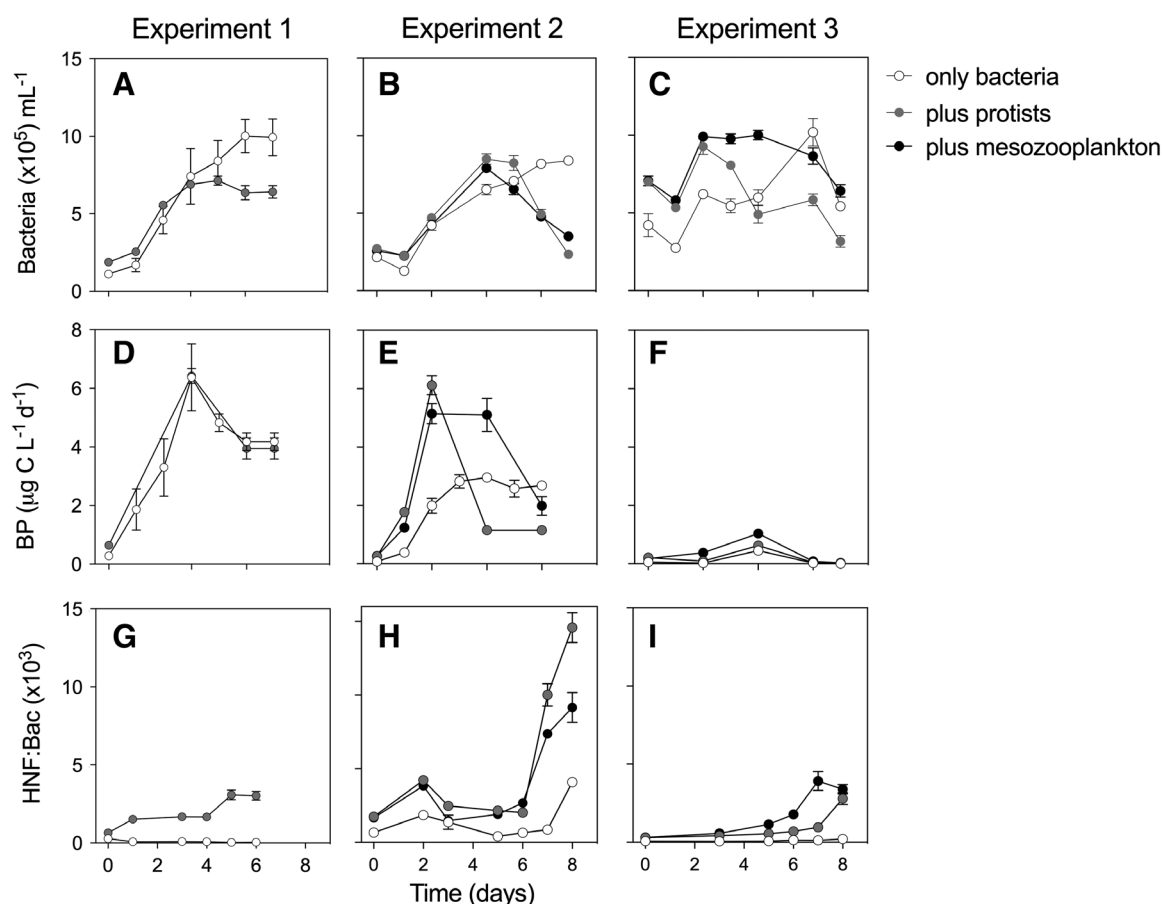 Experiment 1 Experiment 2 Experiment 3
15 A B C only bacteria
plus protists
plus mesozooplankton
10
5
0
Bacteria (x10⁵) mL⁻¹
8 D E F
6
4
2
0
BP (µg C L⁻¹ d⁻¹)
15 G H I
10
5
0
HNF:Bac (x10³)
0 2 4 6 8 0 2 4 6 8 0 2 4 6 8
Time (days)